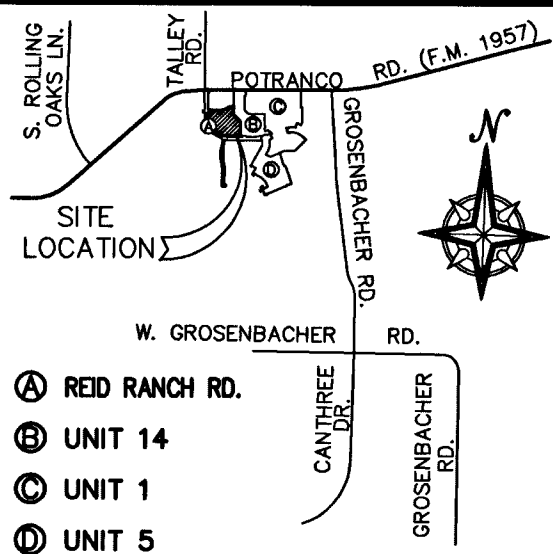 S. ROLLING
OAKS LN.
TALLEY
RD.
POTRANCO
RD. (F.M. 1957)
N
A
B
C
D
GROSENBACHER RD.
SITE
LOCATION
W. GROSENBACHER
RD.
CANTHREE
DR.
GROSENBACHER
RD.
A REID RANCH RD.
B UNIT 14
C UNIT 1
D UNIT 5